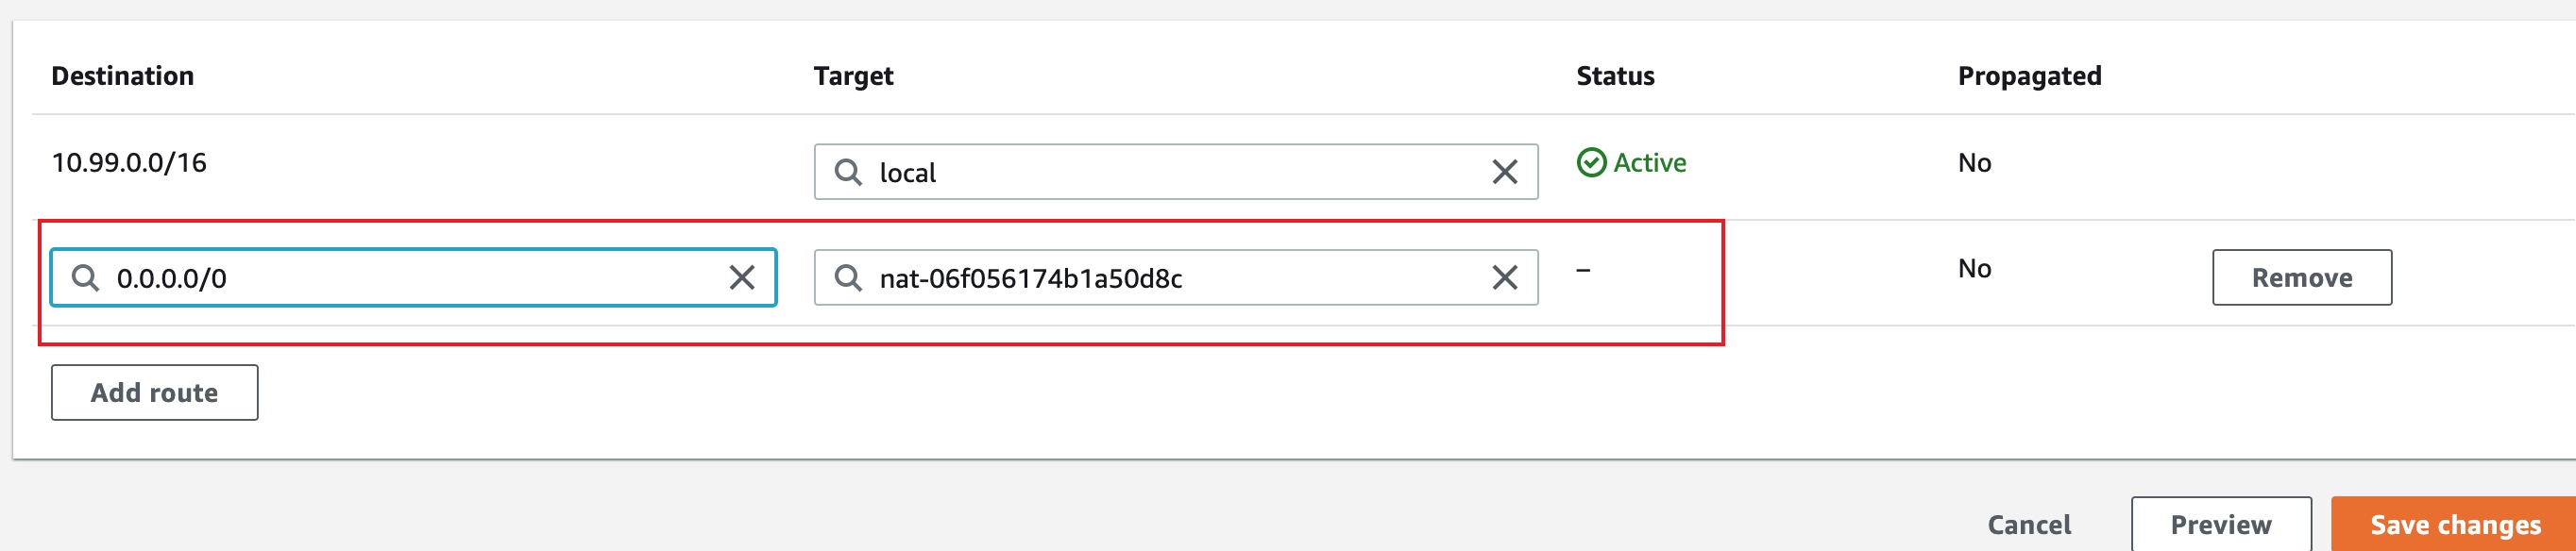 Destination Target Status Propagated
10.99.0.0/16 local Active No
0.0.0.0/0 nat-06f056174b1a50d8c – No Remove
Add route
Cancel Preview Save changes